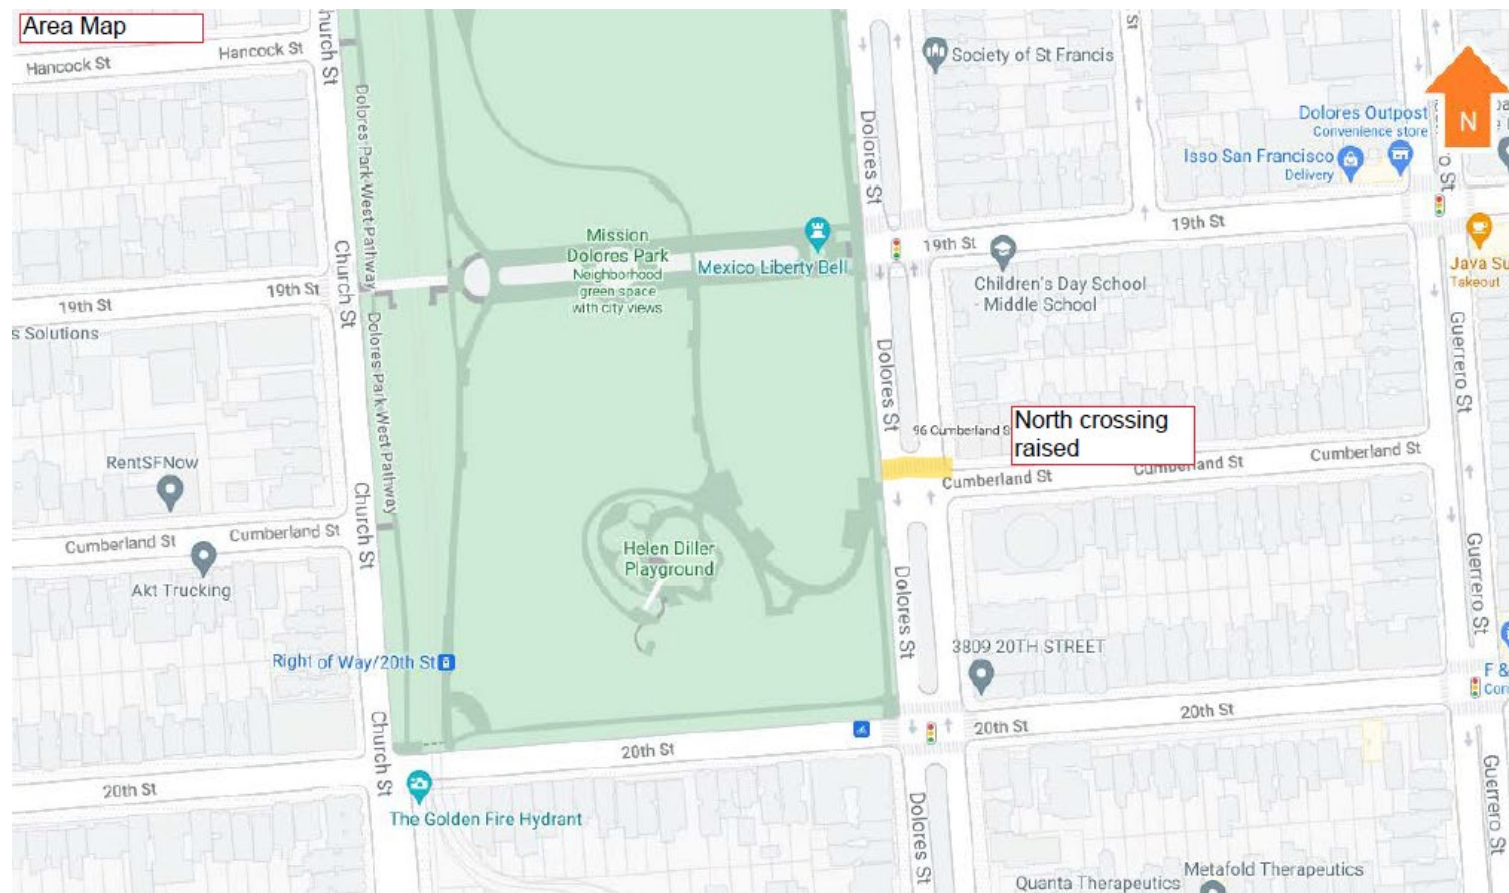 Area Map
Hancock St
Hancock St
Church St
Dolores Park West Pathway
Dolores St
Society of St Francis
St
Dolores Outpost
Convenience store
Isso San Francisco
Delivery
N
19th St
19th St
Mission
Dolores Park
Neighborhood
green space
with city views
Mexico Liberty Bell
Children's Day School
- Middle School
Java Su
Takeout
Church St
19th St
19th St
s Solutions
Dolores Park West Pathway
Dolores St
Guerrero St
96 Cumberland S
North crossing
raised
Cumberland St
Cumberland St
Cumberland St
RentSFNow
Church St
Cumberland St
Cumberland St
Akt Trucking
Helen Diller
Playground
Dolores St
Guerrero St
3809 20TH STREET
Right of Way/20th St
F &
Con
20th St
20th St
20th St
20th St
Church St
The Golden Fire Hydrant
Dolores St
Guerrero St
Quanta Therapeutics
Metafold Therapeutics